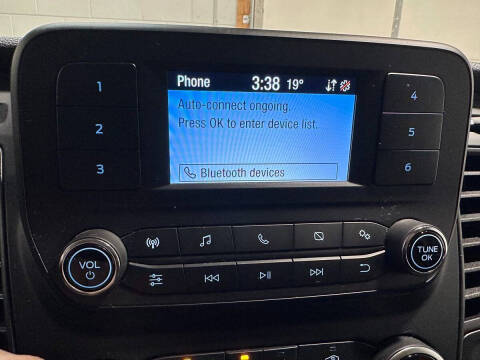 Phone 3:38 19°
Auto-connect ongoing.
Press OK to enter device list.
Bluetooth devices
1
2
3
4
5
6
VOL
TUNE
OK